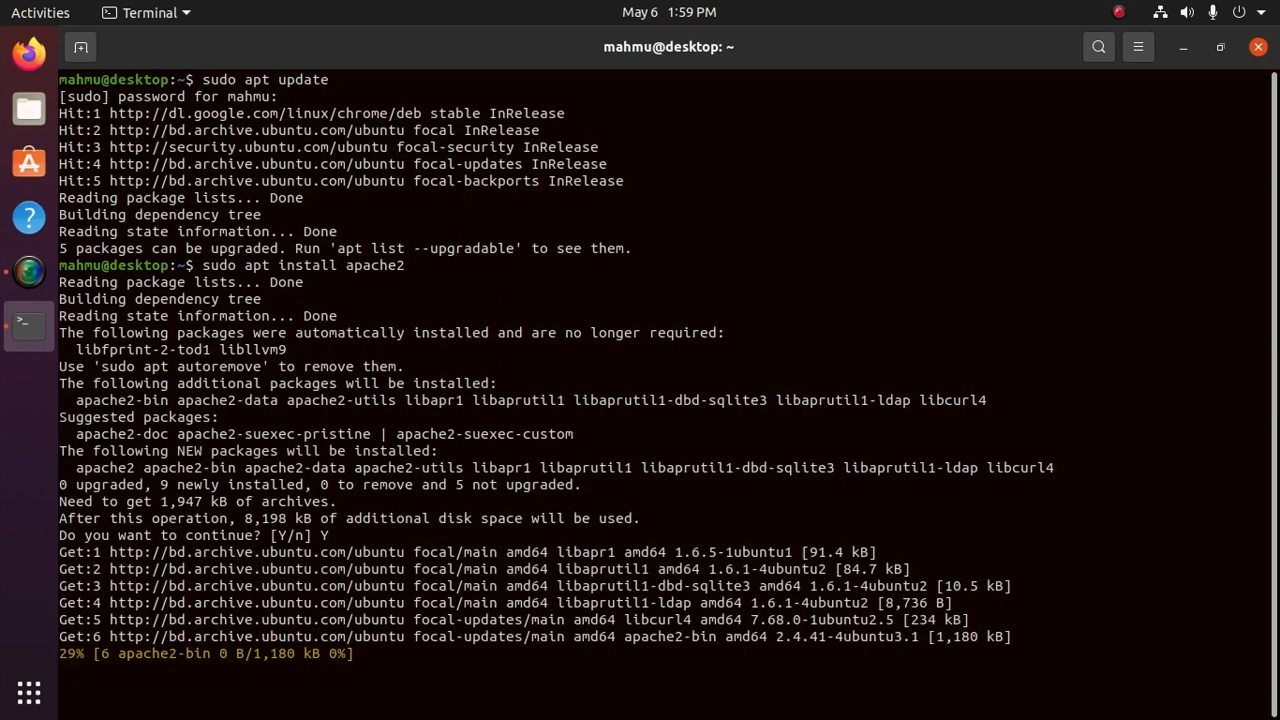 Activities
Terminal
May 6 1:59 PM
mahmu@desktop: ~
mahmu@desktop:~$ sudo apt update
[sudo] password for mahmu:
Hit:1 http://dl.google.com/linux/chrome/deb stable InRelease
Hit:2 http://bd.archive.ubuntu.com/ubuntu focal InRelease
Hit:3 http://security.ubuntu.com/ubuntu focal-security InRelease
Hit:4 http://bd.archive.ubuntu.com/ubuntu focal-updates InRelease
Hit:5 http://bd.archive.ubuntu.com/ubuntu focal-backports InRelease
Reading package lists... Done
Building dependency tree
Reading state information... Done
5 packages can be upgraded. Run 'apt list --upgradable' to see them.
mahmu@desktop:~$ sudo apt install apache2
Reading package lists... Done
Building dependency tree
Reading state information... Done
The following packages were automatically installed and are no longer required:
libfprint-2-tod1 libllvm9
Use 'sudo apt autoremove' to remove them.
The following additional packages will be installed:
apache2-bin apache2-data apache2-utils libapr1 libaprutil1 libaprutil1-dbd-sqlite3 libaprutil1-ldap libcurl4
Suggested packages:
apache2-doc apache2-suexec-pristine | apache2-suexec-custom
The following NEW packages will be installed:
apache2 apache2-bin apache2-data apache2-utils libapr1 libaprutil1 libaprutil1-dbd-sqlite3 libaprutil1-ldap libcurl4
0 upgraded, 9 newly installed, 0 to remove and 5 not upgraded.
Need to get 1,947 kB of archives.
After this operation, 8,198 kB of additional disk space will be used.
Do you want to continue? [Y/n] Y
Get:1 http://bd.archive.ubuntu.com/ubuntu focal/main amd64 libapr1 amd64 1.6.5-1ubuntu1 [91.4 kB]
Get:2 http://bd.archive.ubuntu.com/ubuntu focal/main amd64 libaprutil1 amd64 1.6.1-4ubuntu2 [84.7 kB]
Get:3 http://bd.archive.ubuntu.com/ubuntu focal/main amd64 libaprutil1-dbd-sqlite3 amd64 1.6.1-4ubuntu2 [10.5 kB]
Get:4 http://bd.archive.ubuntu.com/ubuntu focal/main amd64 libaprutil1-ldap amd64 1.6.1-4ubuntu2 [8,736 B]
Get:5 http://bd.archive.ubuntu.com/ubuntu focal-updates/main amd64 libcurl4 amd64 7.68.0-1ubuntu2.5 [234 kB]
Get:6 http://bd.archive.ubuntu.com/ubuntu focal-updates/main amd64 apache2-bin amd64 2.4.41-4ubuntu3.1 [1,180 kB]
29% [6 apache2-bin 0 B/1,180 kB 0%]